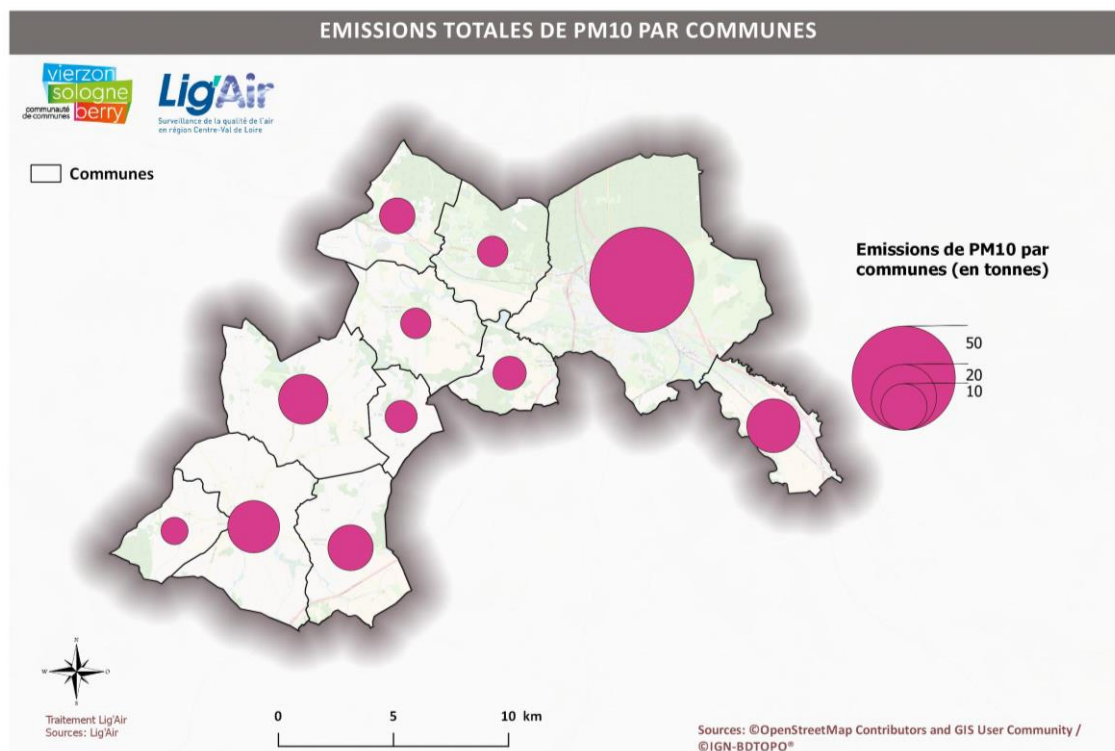 EMISSIONS TOTALES DE PM10 PAR COMMUNES
vierzon
sologne
berry
communauté
de communes
Lig'Air
Surveillance de la qualité de l'air
en région Centre-Val de Loire
Communes
Emissions de PM10 par
communes (en tonnes)
50
20
10
N
W
O
S
Traitement Lig'Air
Sources: Lig'Air
0 5 10 km
Sources: ©OpenStreetMap Contributors and GIS User Community /
©IGN-BDTOPO®